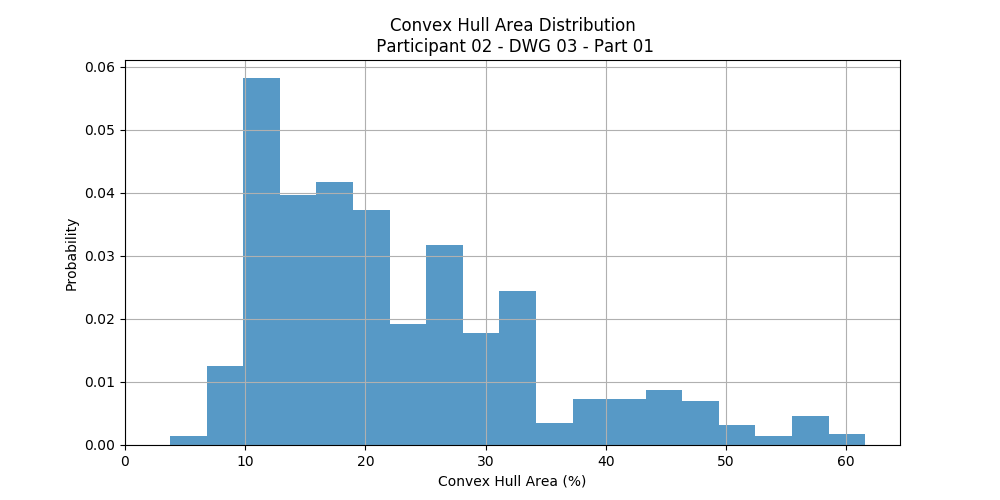 Convex Hull Area Distribution
Participant 02 - DWG 03 - Part 01
0.06
0.05
0.04
0.03
0.02
0.01
0.00
Probability
0 10 20 30 40 50 60
Convex Hull Area (%)